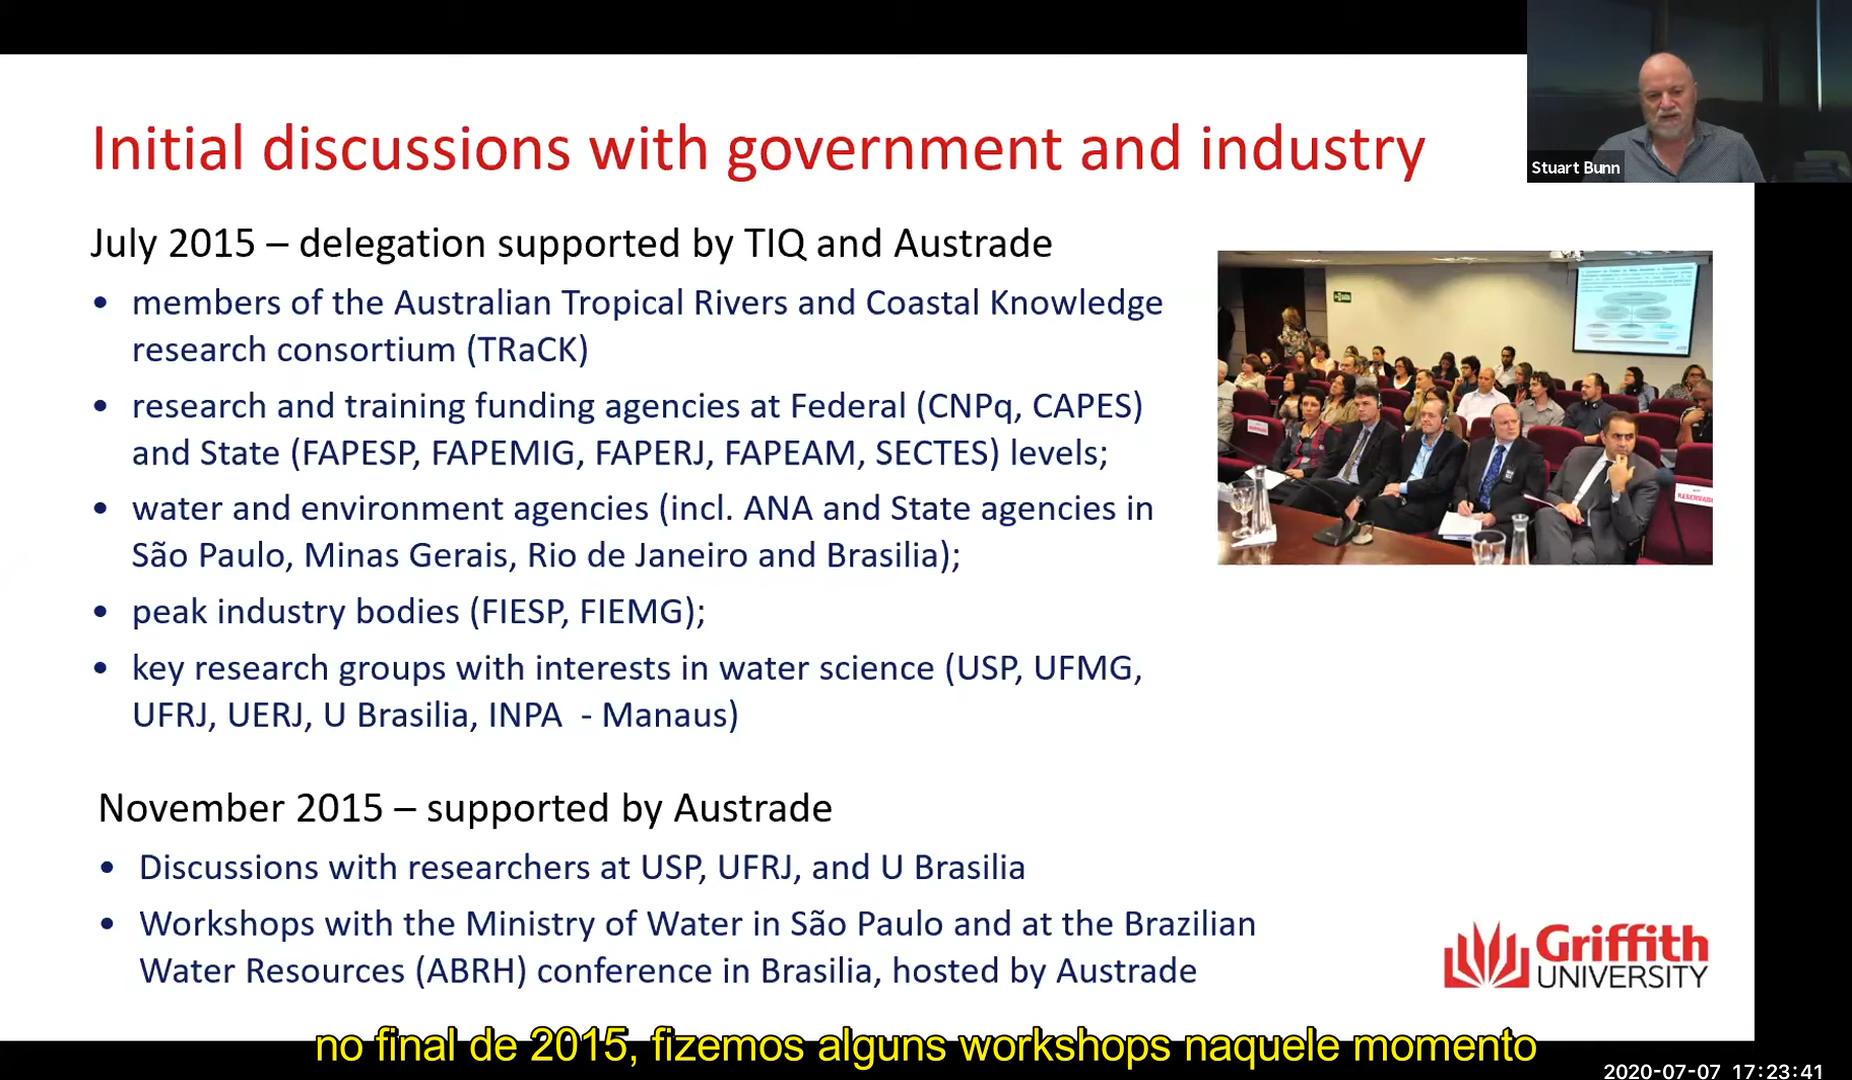 Stuart Bunn
Initial discussions with government and industry
July 2015 – delegation supported by TIQ and Austrade
• members of the Australian Tropical Rivers and Coastal Knowledge
research consortium (TRaCK)
• research and training funding agencies at Federal (CNPq, CAPES)
and State (FAPESP, FAPEMIG, FAPERJ, FAPEAM, SECTES) levels;
• water and environment agencies (incl. ANA and State agencies in
São Paulo, Minas Gerais, Rio de Janeiro and Brasilia);
• peak industry bodies (FIESP, FIEMG);
• key research groups with interests in water science (USP, UFMG,
UFRJ, UERJ, U Brasilia, INPA  - Manaus)
November 2015 – supported by Austrade
• Discussions with researchers at USP, UFRJ, and U Brasilia
• Workshops with the Ministry of Water in São Paulo and at the Brazilian
Water Resources (ABRH) conference in Brasilia, hosted by Austrade
Griffith
UNIVERSITY
no final de 2015, fizemos alguns workshops naquele momento
2020-07-07 17:23:41